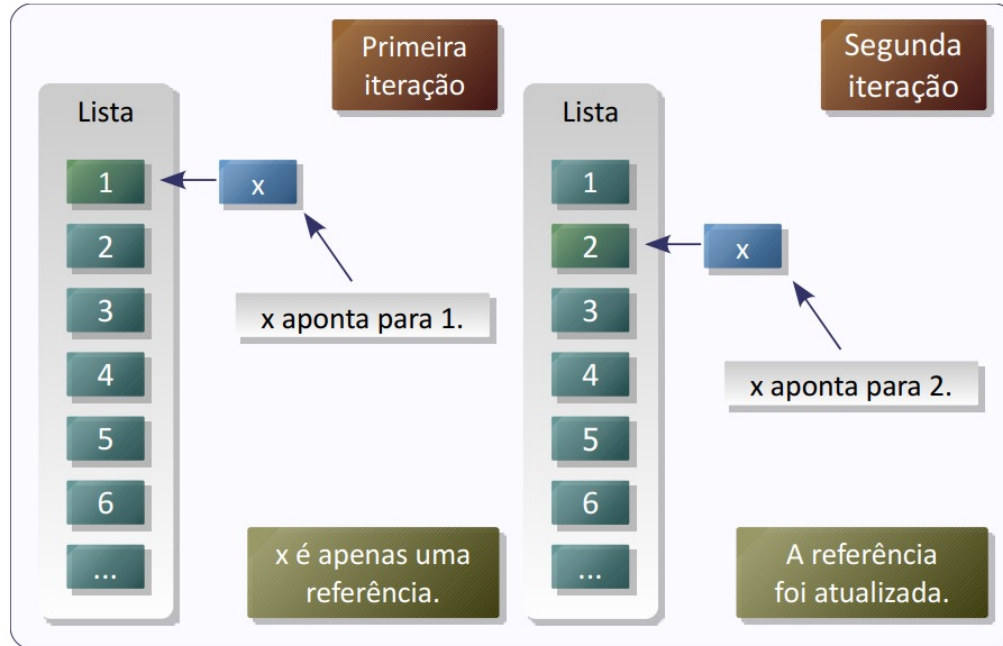 Primeira
iteração
Lista
1
x
2
3
x aponta para 1.
4
5
6
...
x é apenas uma
referência.
Segunda
iteração
Lista
1
2
x
3
4
x aponta para 2.
5
6
...
A referência
foi atualizada.